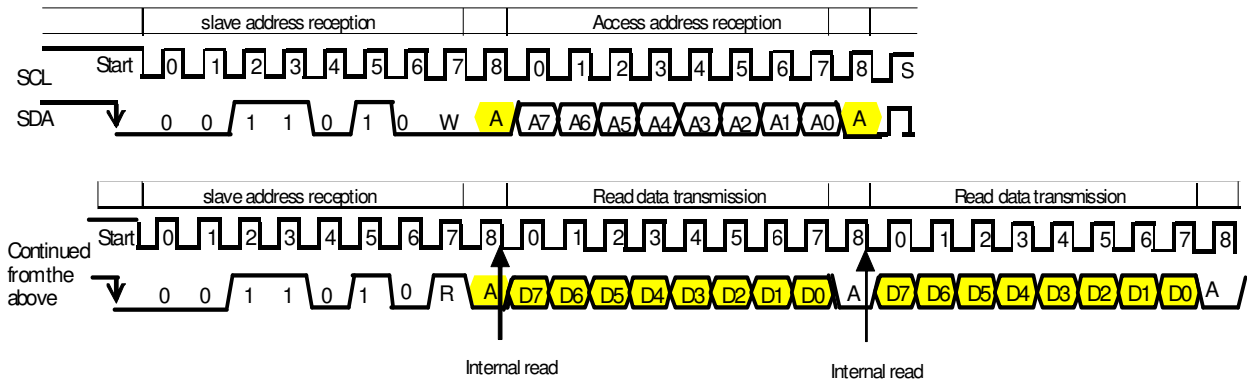 slave address reception Access address reception
SCL Start 0 1 2 3 4 5 6 7 8 0 1 2 3 4 5 6 7 8 S
SDA 0 0 1 1 0 1 0 W A A7 A6 A5 A4 A3 A2 A1 A0 A
slave address reception Read data transmission Read data transmission
Start 0 1 2 3 4 5 6 7 8 0 1 2 3 4 5 6 7 8 0 1 2 3 4 5 6 7 8
Continued
from the
above
0 0 1 1 0 1 0 R A D7 D6 D5 D4 D3 D2 D1 D0 A D7 D6 D5 D4 D3 D2 D1 D0 A
Internal read Internal read